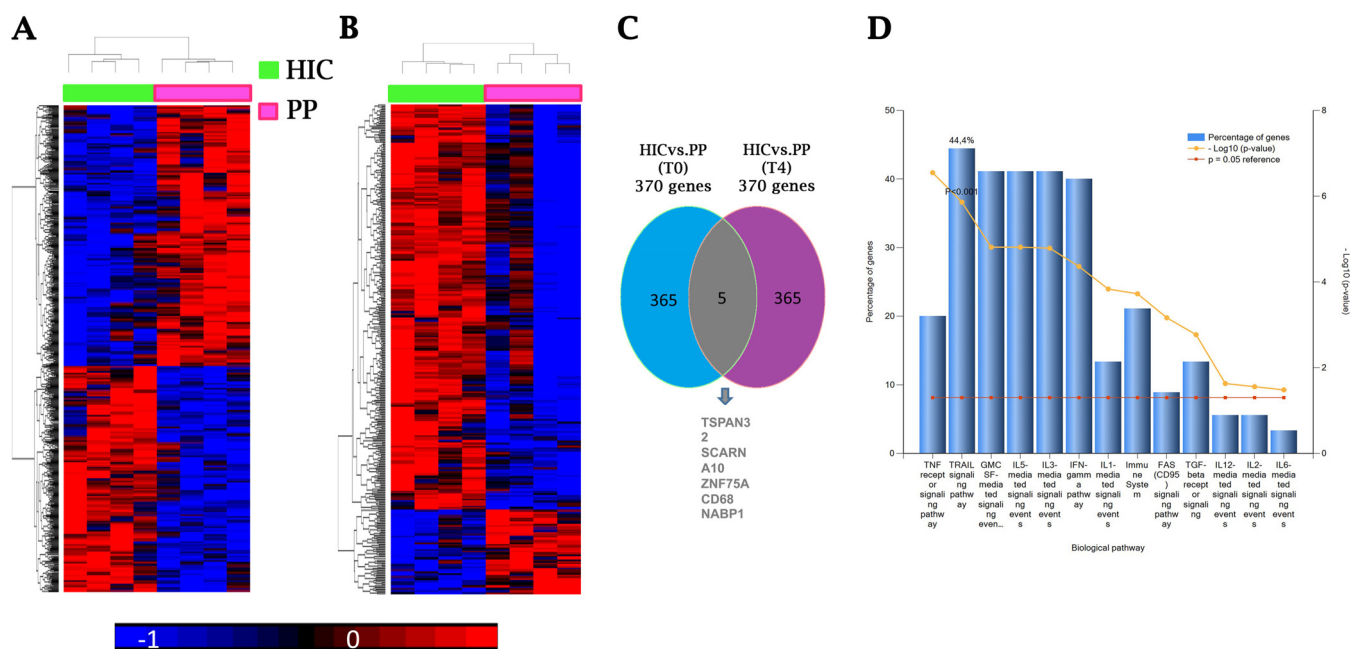 A
HIC
PP
B
C
HICvs.PP
(T0)
370 genes
HICvs.PP
(T4)
370 genes
365
5
365
TSPAN3
2
SCARN
A10
ZNF75A
CD68
NABP1
D
Percentage of genes
- Log10 (p-value)
p = 0.05 reference
50
40
30
20
10
0
8
6
4
2
0
44,4%
P<0.001
Percentage of genes
- Log10 (p-value)
TNF
recept
or
signali
ng
pathw
ay
TRAIL
signali
ng
pathw
ay
GMC
SF-
media
ted
signali
ng
even...
IL5-
media
ted
signali
ng
event
s
IL3-
media
ted
signali
ng
event
s
IFN-
gamm
a
pathw
ay
IL1-
media
ted
signali
ng
event
s
Immu
ne
Syste
m
FAS
(CD95
)
signali
ng
pathw
ay
TGF-
beta
recept
or
signali
ng
IL12-
media
ted
signali
ng
event
s
IL2-
media
ted
signali
ng
event
s
IL6-
media
ted
signali
ng
event
s
Biological pathway
-1
0